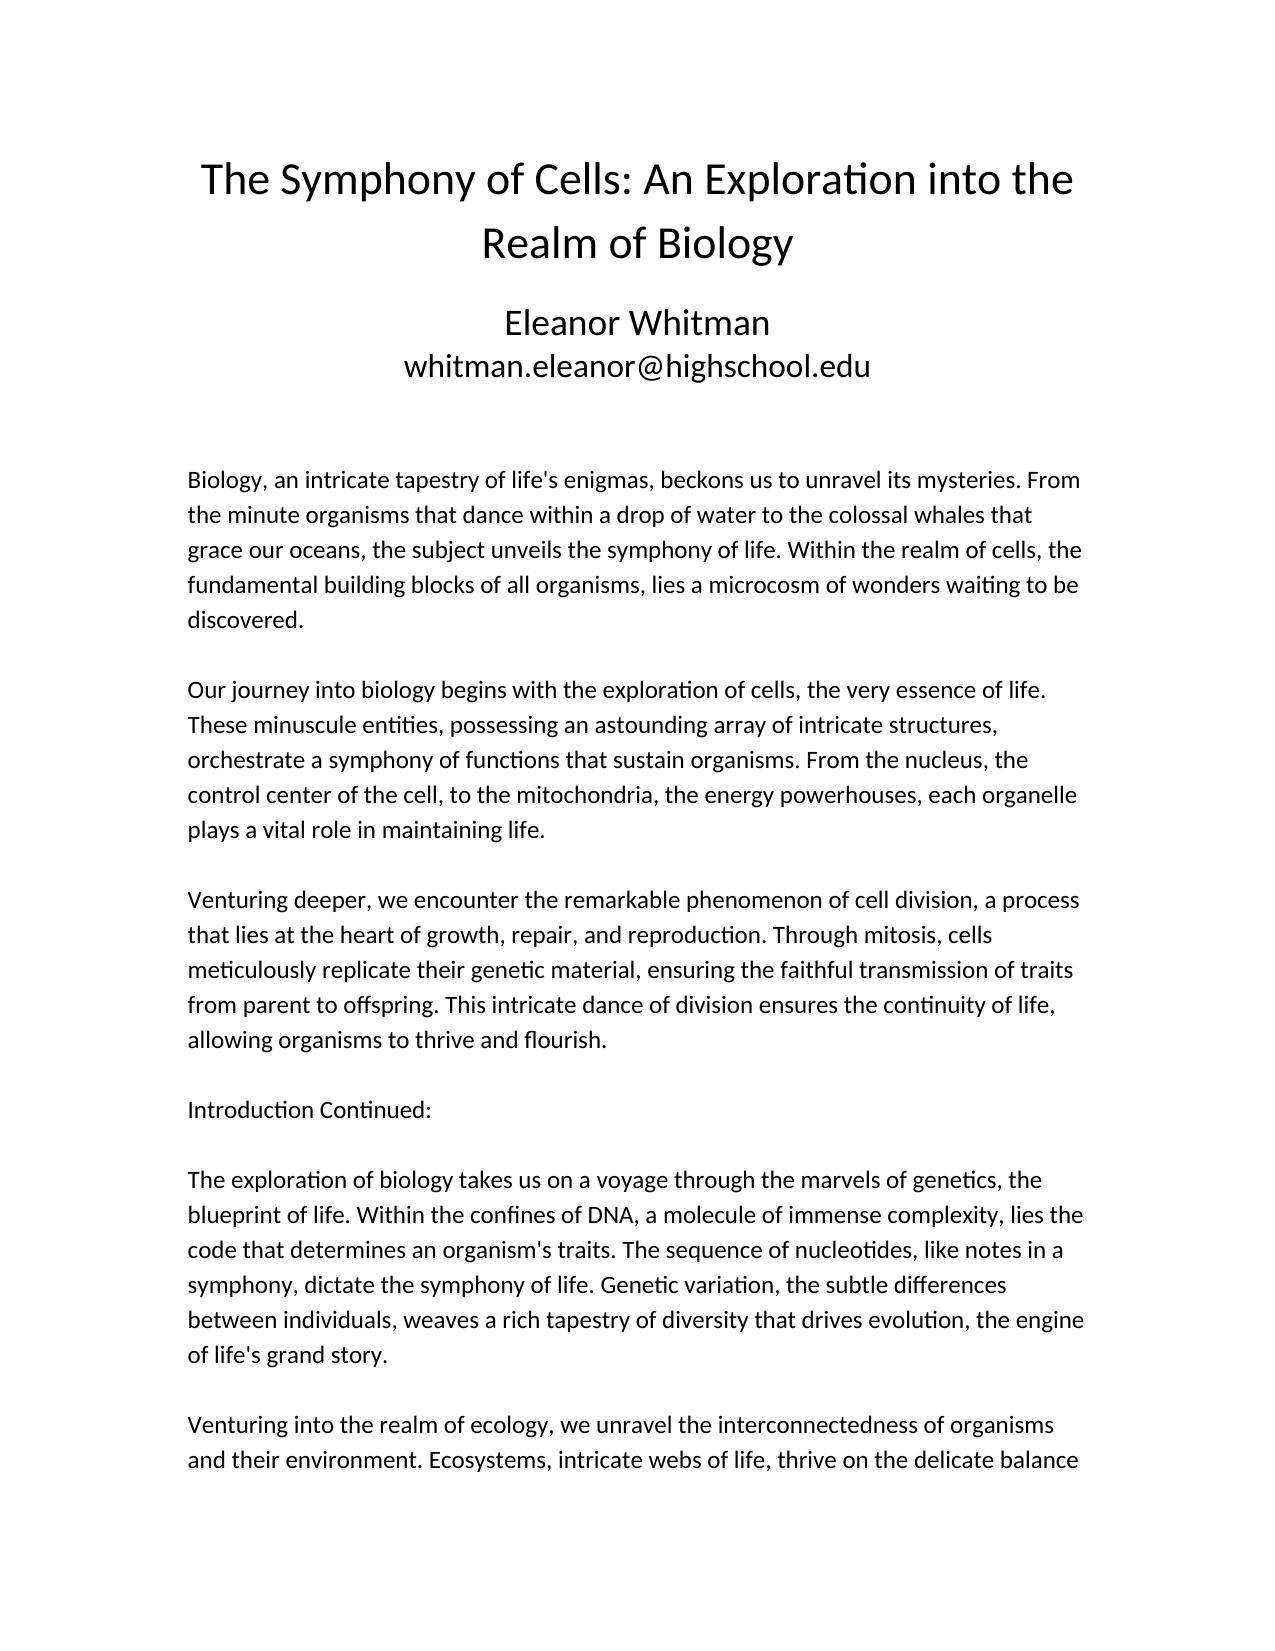 The Symphony of Cells: An Exploration into the
Realm of Biology
Eleanor Whitman
whitman.eleanor@highschool.edu
Biology, an intricate tapestry of life's enigmas, beckons us to unravel its mysteries. From
the minute organisms that dance within a drop of water to the colossal whales that
grace our oceans, the subject unveils the symphony of life. Within the realm of cells, the
fundamental building blocks of all organisms, lies a microcosm of wonders waiting to be
discovered.
Our journey into biology begins with the exploration of cells, the very essence of life.
These minuscule entities, possessing an astounding array of intricate structures,
orchestrate a symphony of functions that sustain organisms. From the nucleus, the
control center of the cell, to the mitochondria, the energy powerhouses, each organelle
plays a vital role in maintaining life.
Venturing deeper, we encounter the remarkable phenomenon of cell division, a process
that lies at the heart of growth, repair, and reproduction. Through mitosis, cells
meticulously replicate their genetic material, ensuring the faithful transmission of traits
from parent to offspring. This intricate dance of division ensures the continuity of life,
allowing organisms to thrive and flourish.
Introduction Continued:
The exploration of biology takes us on a voyage through the marvels of genetics, the
blueprint of life. Within the confines of DNA, a molecule of immense complexity, lies the
code that determines an organism's traits. The sequence of nucleotides, like notes in a
symphony, dictate the symphony of life. Genetic variation, the subtle differences
between individuals, weaves a rich tapestry of diversity that drives evolution, the engine
of life's grand story.
Venturing into the realm of ecology, we unravel the interconnectedness of organisms
and their environment. Ecosystems, intricate webs of life, thrive on the delicate balance